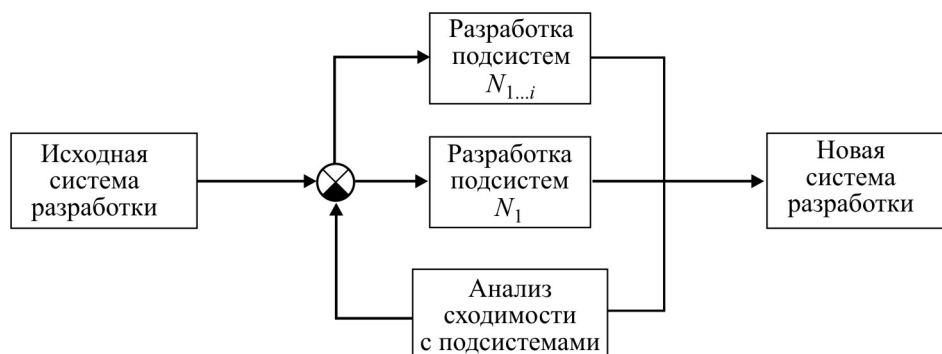 Разработка
подсистем
N1...i
Исходная
система
разработки
Разработка
подсистем
N1
Новая
система
разработки
Анализ
сходимости
с подсистемами